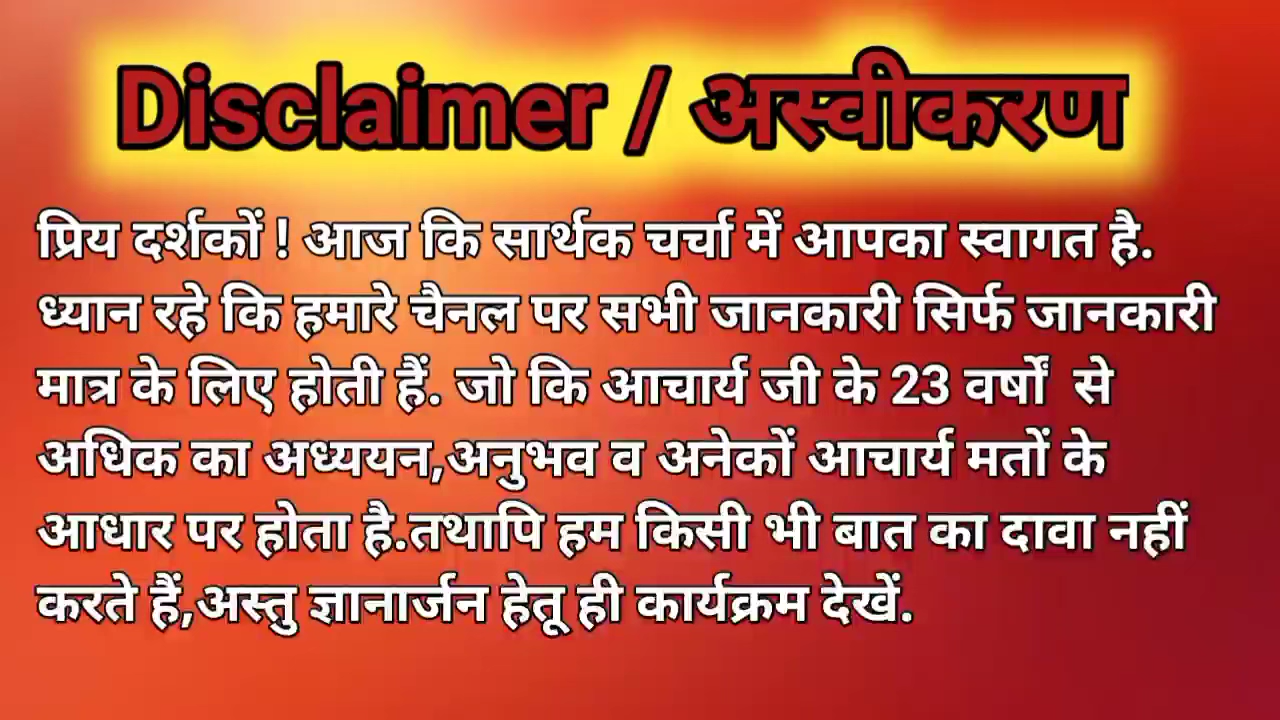 Disclaimer / अस्वीकरण
प्रिय दर्शकों ! आज कि सार्थक चर्चा में आपका स्वागत है.
ध्यान रहे कि हमारे चैनल पर सभी जानकारी सिर्फ जानकारी
मात्र के लिए होती हैं. जो कि आचार्य जी के 23 वर्षों से
अधिक का अध्ययन,अनुभव व अनेकों आचार्य मतों के
आधार पर होता है.तथापि हम किसी भी बात का दावा नहीं
करते हैं,अस्तु ज्ञानार्जन हेतू ही कार्यक्रम देखें.